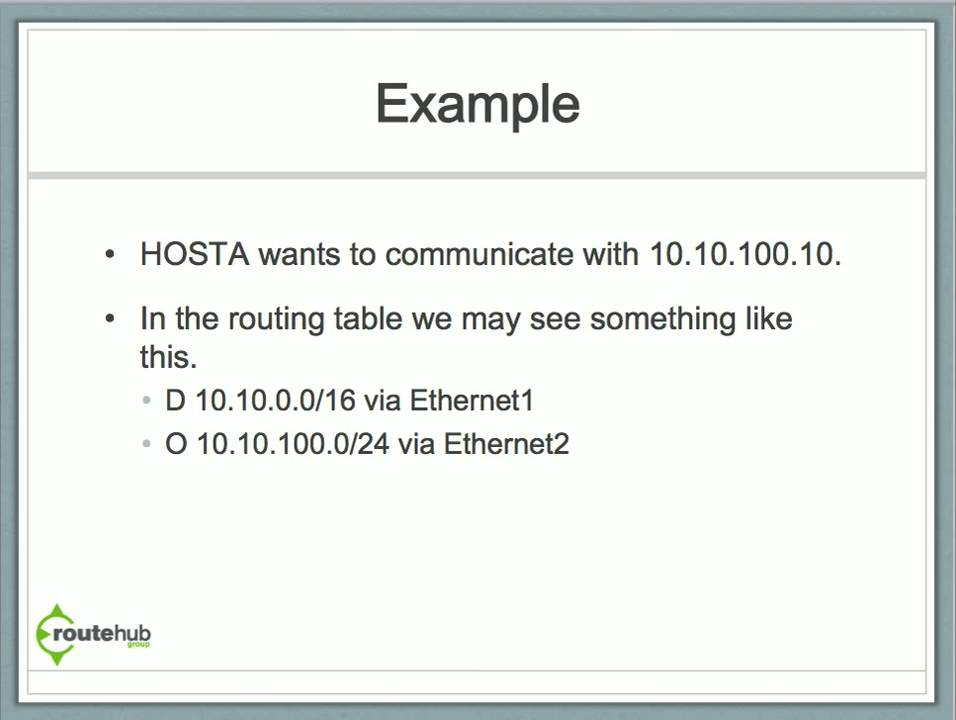 Example
• HOSTA wants to communicate with 10.10.100.10.
• In the routing table we may see something like
this.
• D 10.10.0.0/16 via Ethernet1
• O 10.10.100.0/24 via Ethernet2
routehub
group